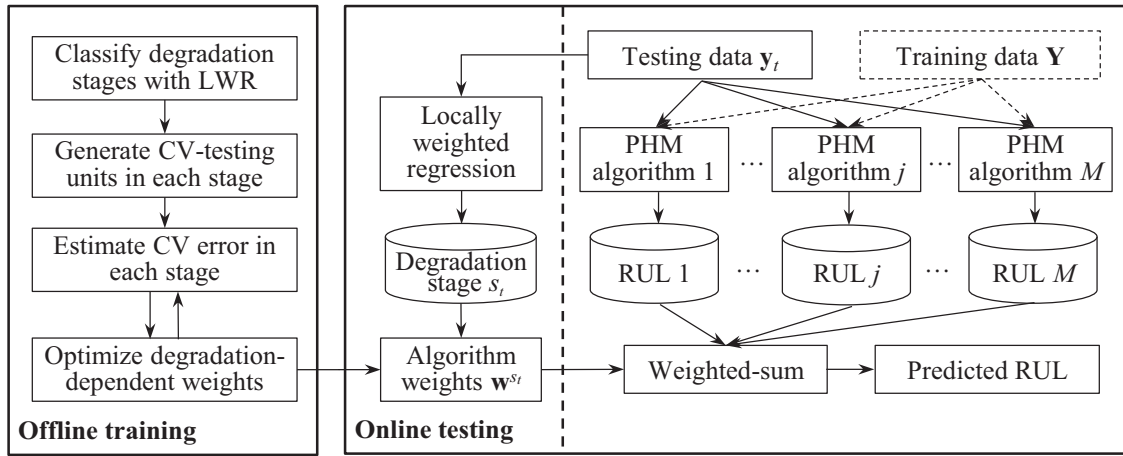 Classify degradation
stages with LWR
Generate CV-testing
units in each stage
Estimate CV error in
each stage
Optimize degradation-
dependent weights
Offline training
Locally
weighted
regression
Degradation
stage s_t
Algorithm
weights w^{s_t}
Online testing
Testing data y_t
Training data Y
PHM
algorithm 1
...
PHM
algorithm j
...
PHM
algorithm M
RUL 1
...
RUL j
...
RUL M
Weighted-sum
Predicted RUL